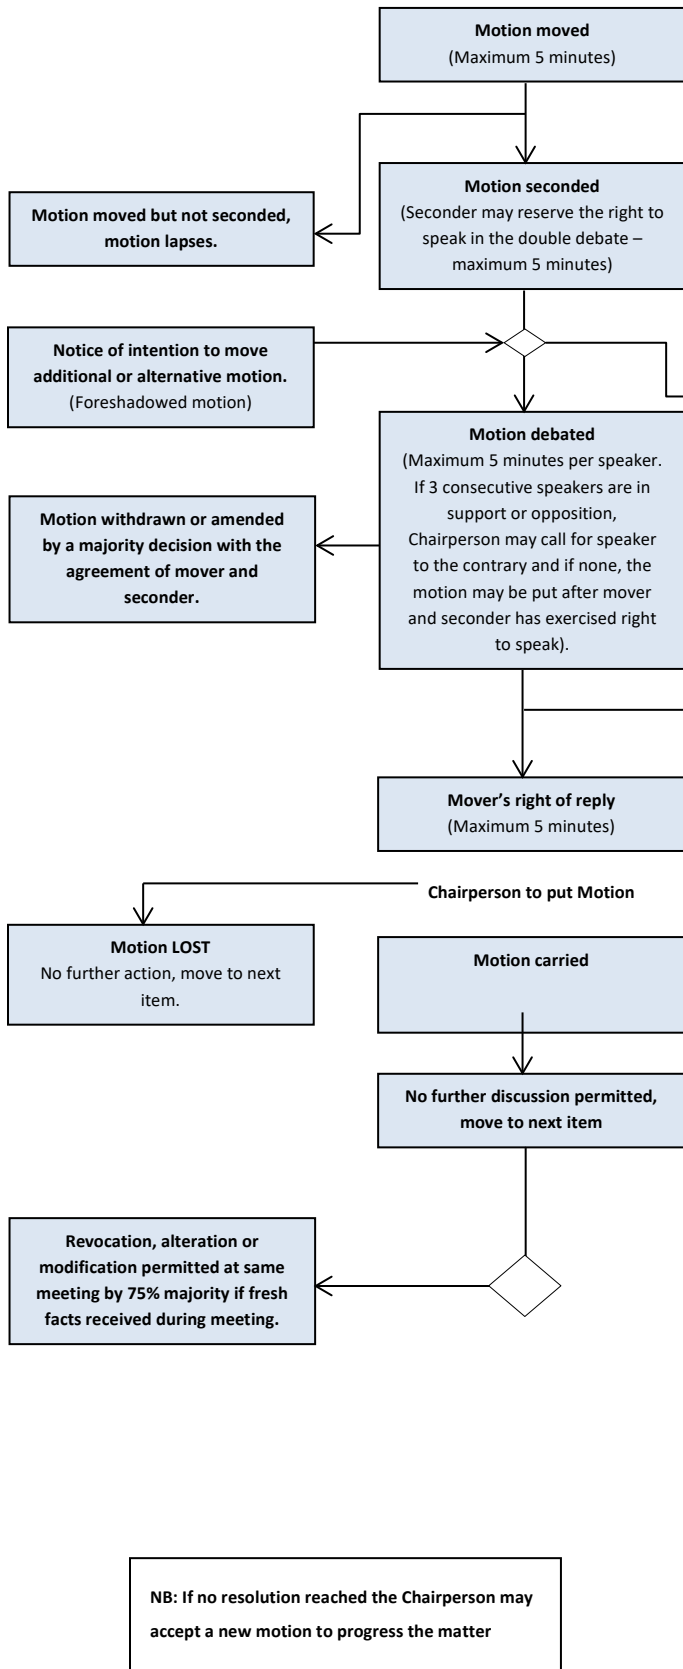 Motion moved
(Maximum 5 minutes)
Motion seconded
(Seconder may reserve the right to
speak in the double debate –
maximum 5 minutes)
Motion moved but not seconded,
motion lapses.
Notice of intention to move
additional or alternative motion.
(Foreshadowed motion)
Motion debated
(Maximum 5 minutes per speaker.
If 3 consecutive speakers are in
support or opposition,
Chairperson may call for speaker
to the contrary and if none, the
motion may be put after mover
and seconder has exercised right
to speak).
Motion withdrawn or amended
by a majority decision with the
agreement of mover and
seconder.
Mover’s right of reply
(Maximum 5 minutes)
Chairperson to put Motion
Motion LOST
No further action, move to next
item.
Motion carried
No further discussion permitted,
move to next item
Revocation, alteration or
modification permitted at same
meeting by 75% majority if fresh
facts received during meeting.
NB: If no resolution reached the Chairperson may
accept a new motion to progress the matter